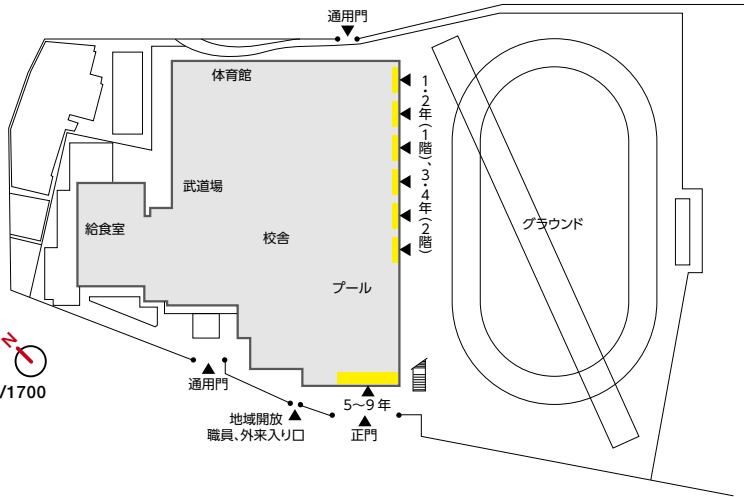 通用門
体育館
1・2年(1階)、3・4年(2階)
武道場
給食室
校舎
グラウンド
プール
N
/1700
通用門
5〜9年
地域開放
職員、外来入り口
正門